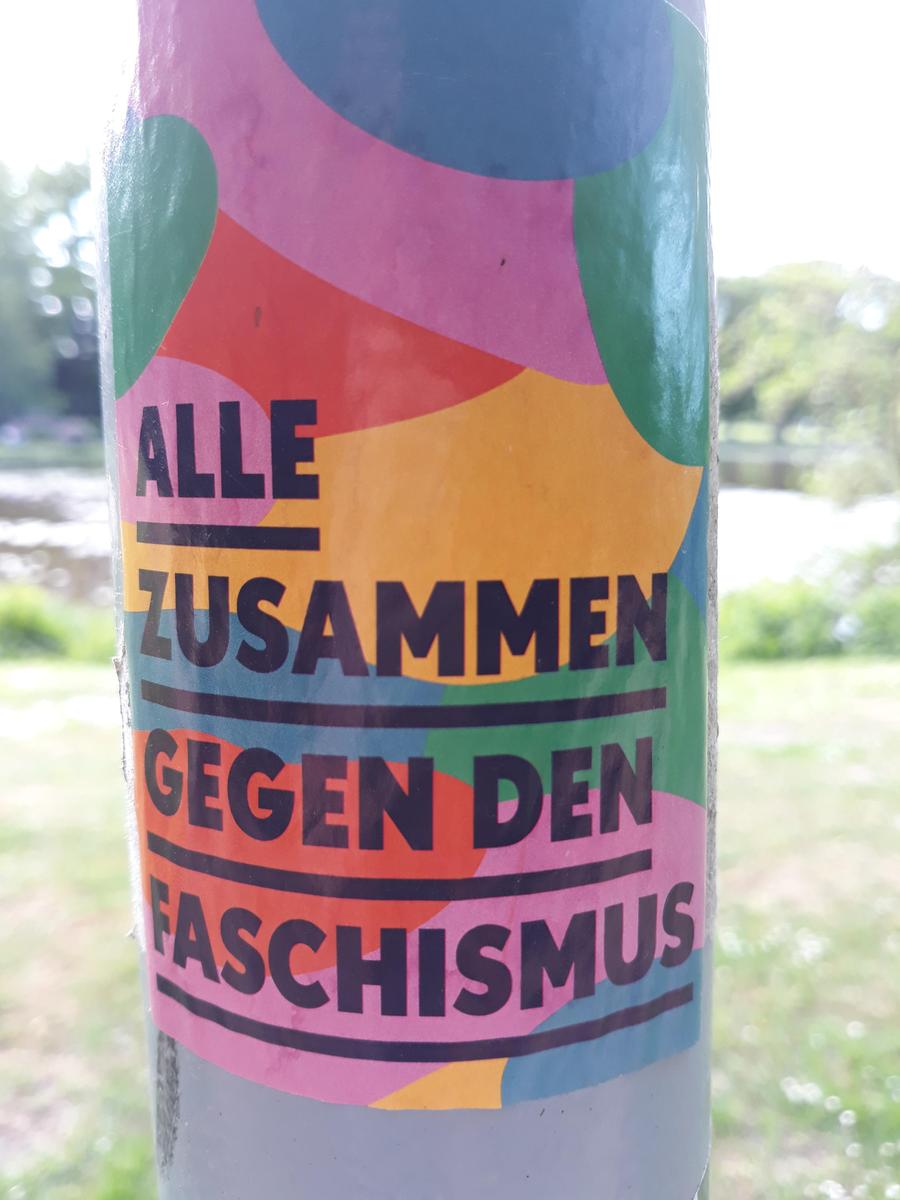 ALLE
ZUSAMMEN
GEGEN DEN
FASCHISMUS